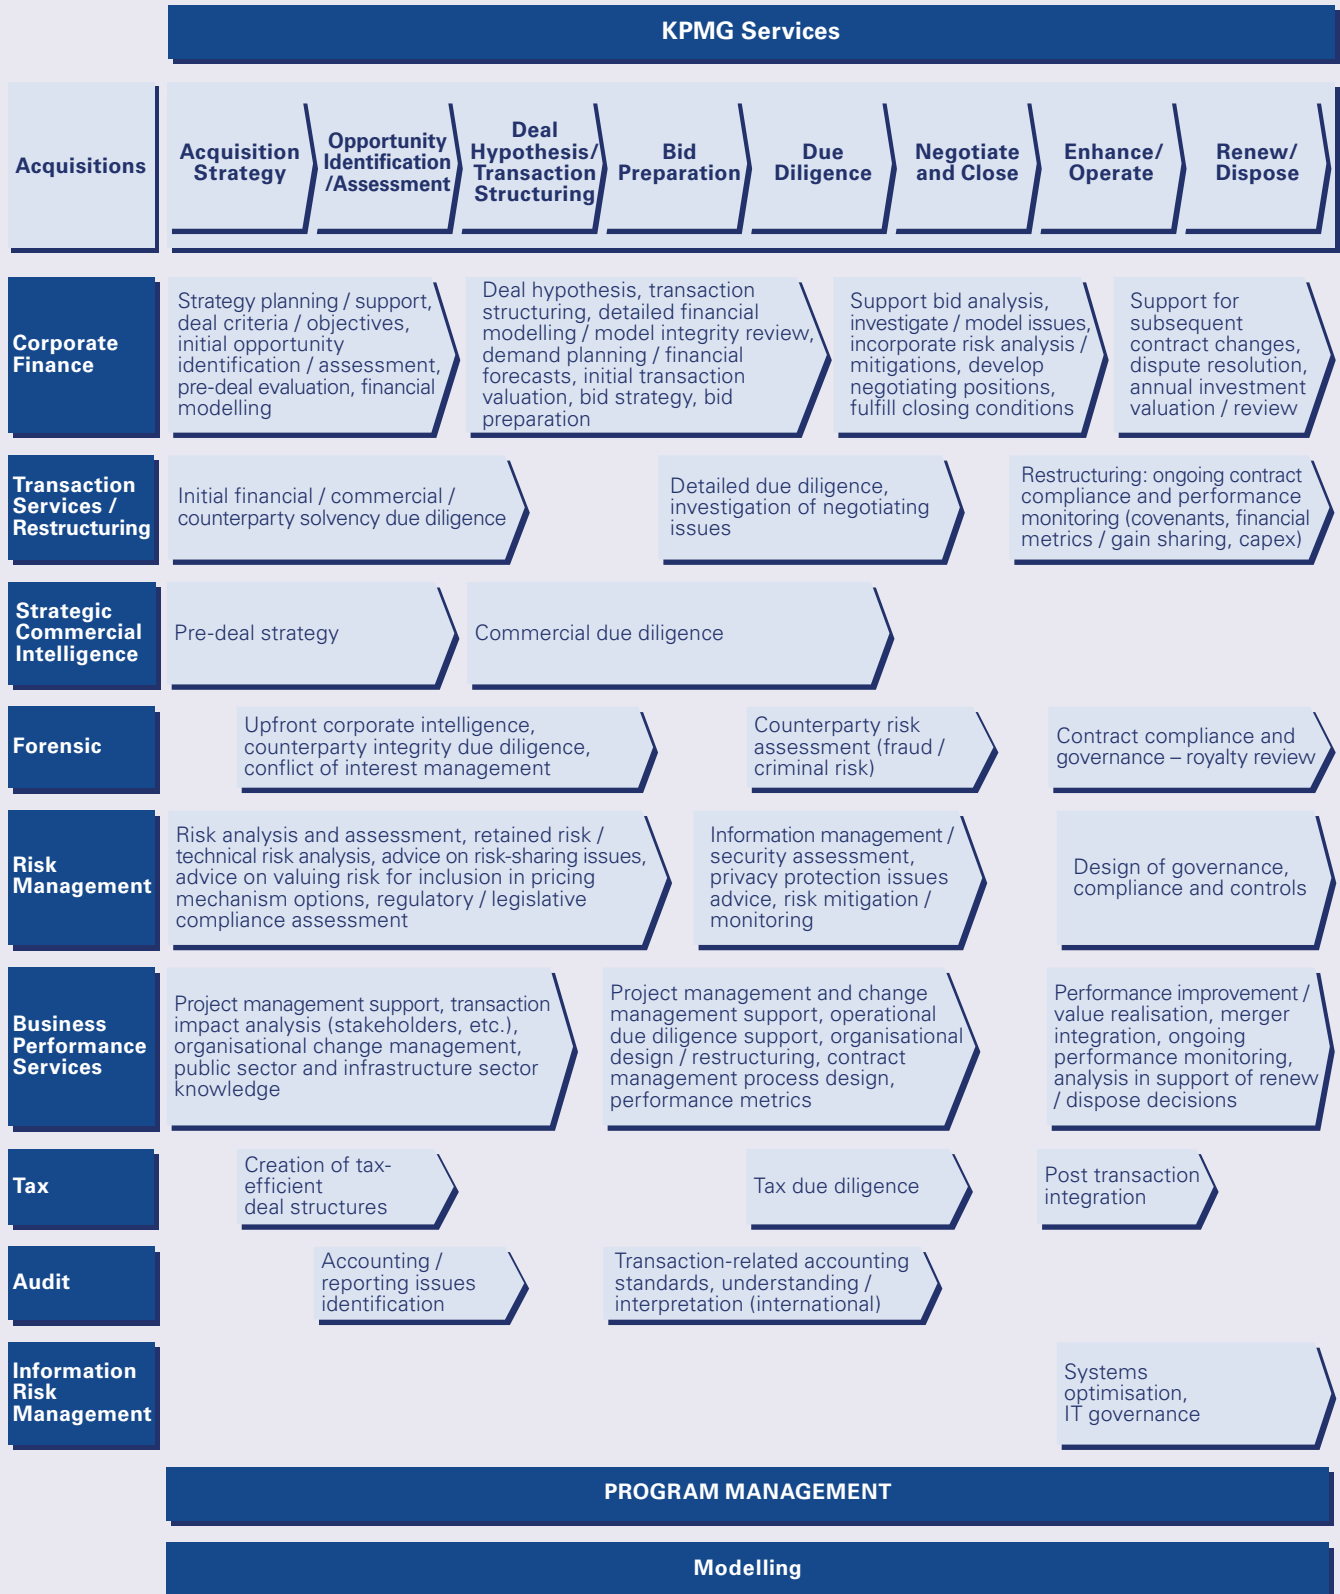 KPMG Services
Acquisitions
Acquisition
Strategy
Opportunity
Identification
/Assessment
Deal
Hypothesis/
Transaction
Structuring
Bid
Preparation
Due
Diligence
Negotiate
and Close
Enhance/
Operate
Renew/
Dispose
Corporate
Finance
Strategy planning / support,
deal criteria / objectives,
initial opportunity
identification / assessment,
pre-deal evaluation, financial
modelling
Deal hypothesis, transaction
structuring, detailed financial
modelling / model integrity review,
demand planning / financial
forecasts, initial transaction
valuation, bid strategy, bid
preparation
Support bid analysis,
investigate / model issues,
incorporate risk analysis /
mitigations, develop
negotiating positions,
fulfill closing conditions
Support for
subsequent
contract changes,
dispute resolution,
annual investment
valuation / review
Transaction
Services /
Restructuring
Initial financial / commercial /
counterparty solvency due diligence
Detailed due diligence,
investigation of negotiating
issues
Restructuring: ongoing contract
compliance and performance
monitoring (covenants, financial
metrics / gain sharing, capex)
Strategic
Commercial
Intelligence
Pre-deal strategy
Commercial due diligence
Forensic
Upfront corporate intelligence,
counterparty integrity due diligence,
conflict of interest management
Counterparty risk
assessment (fraud /
criminal risk)
Contract compliance and
governance – royalty review
Risk
Management
Risk analysis and assessment, retained risk /
technical risk analysis, advice on risk-sharing issues,
advice on valuing risk for inclusion in pricing
mechanism options, regulatory / legislative
compliance assessment
Information management /
security assessment,
privacy protection issues
advice, risk mitigation /
monitoring
Design of governance,
compliance and controls
Business
Performance
Services
Project management support, transaction
impact analysis (stakeholders, etc.),
organisational change management,
public sector and infrastructure sector
knowledge
Project management and change
management support, operational
due diligence support, organisational
design / restructuring, contract
management process design,
performance metrics
Performance improvement /
value realisation, merger
integration, ongoing
performance monitoring,
analysis in support of renew
/ dispose decisions
Tax
Creation of tax-
efficient
deal structures
Tax due diligence
Post transaction
integration
Audit
Accounting /
reporting issues
identification
Transaction-related accounting
standards, understanding /
interpretation (international)
Information
Risk
Management
Systems
optimisation,
IT governance
PROGRAM MANAGEMENT
Modelling